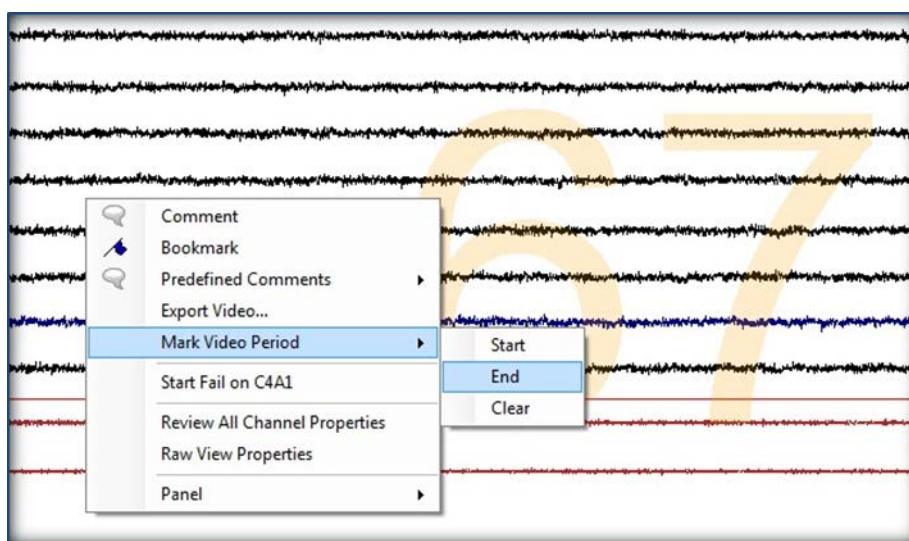 67
Comment
Bookmark
Predefined Comments
Export Video...
Mark Video Period
Start
End
Clear
Start Fail on C4A1
Review All Channel Properties
Raw View Properties
Panel